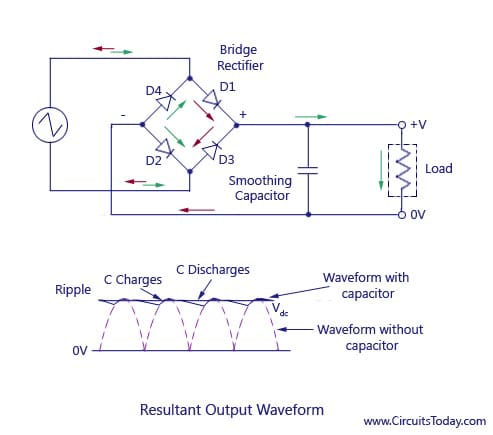 Bridge
Rectifier
D4
D1
-
+
+V
D2
D3
Load
Smoothing
Capacitor
0V
C Discharges
C Charges
Waveform with
capacitor
Ripple
Vdc
Waveform without
capacitor
0V
Resultant Output Waveform
www.CircuitsToday.com